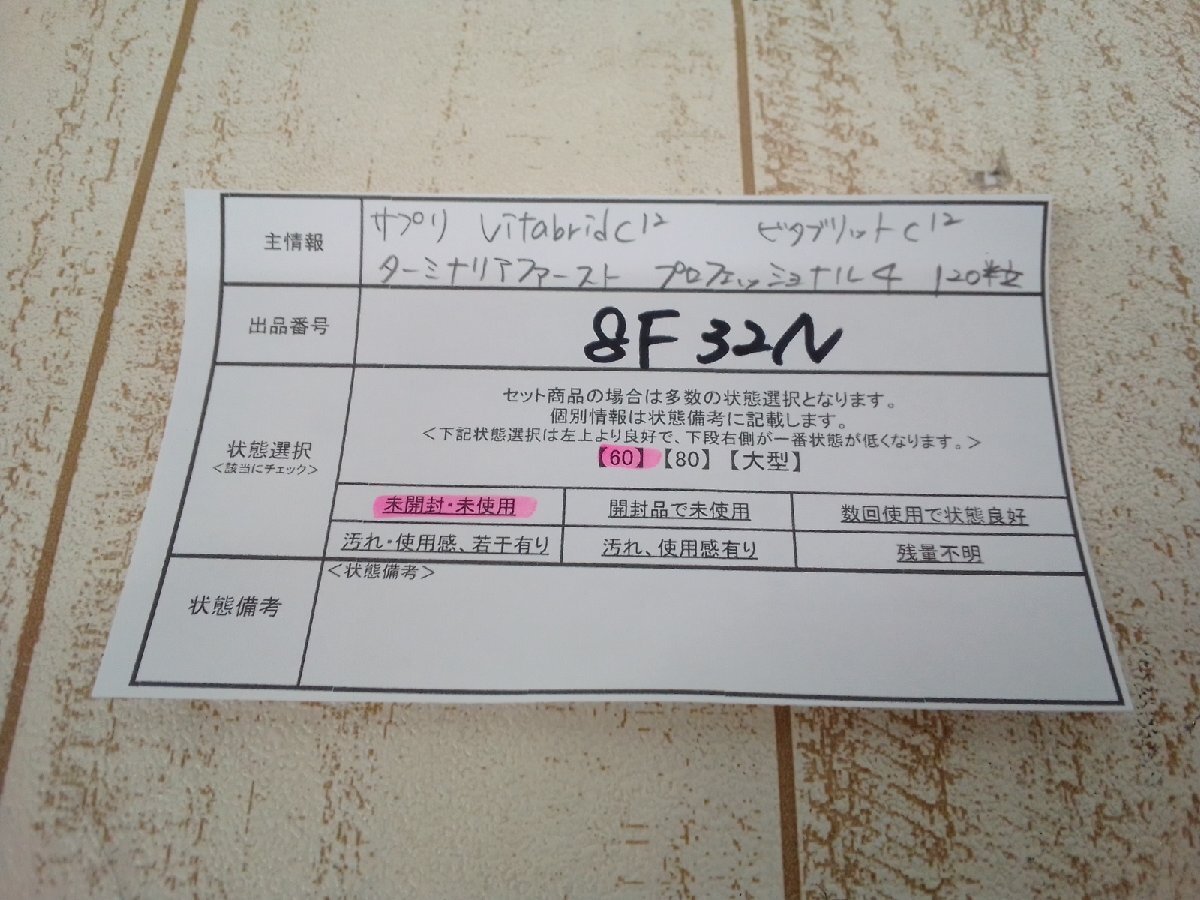 主情報
サプリ VitabridC¹² ビタブリットC¹²
ターミナリアファースト プロフェッショナル4 120粒
出品番号
8F32N
状態選択
<該当にチェック>
セット商品の場合は多数の状態選択となります。
個別情報は状態備考に記載します。
<下記状態選択は左上より良好で、下段右側が一番状態が低くなります。>
【60】【80】【大型】
未開封・未使用 開封品で未使用 数回使用で状態良好
汚れ・使用感、若干有り 汚れ、使用感有り 残量不明
状態備考
<状態備考>